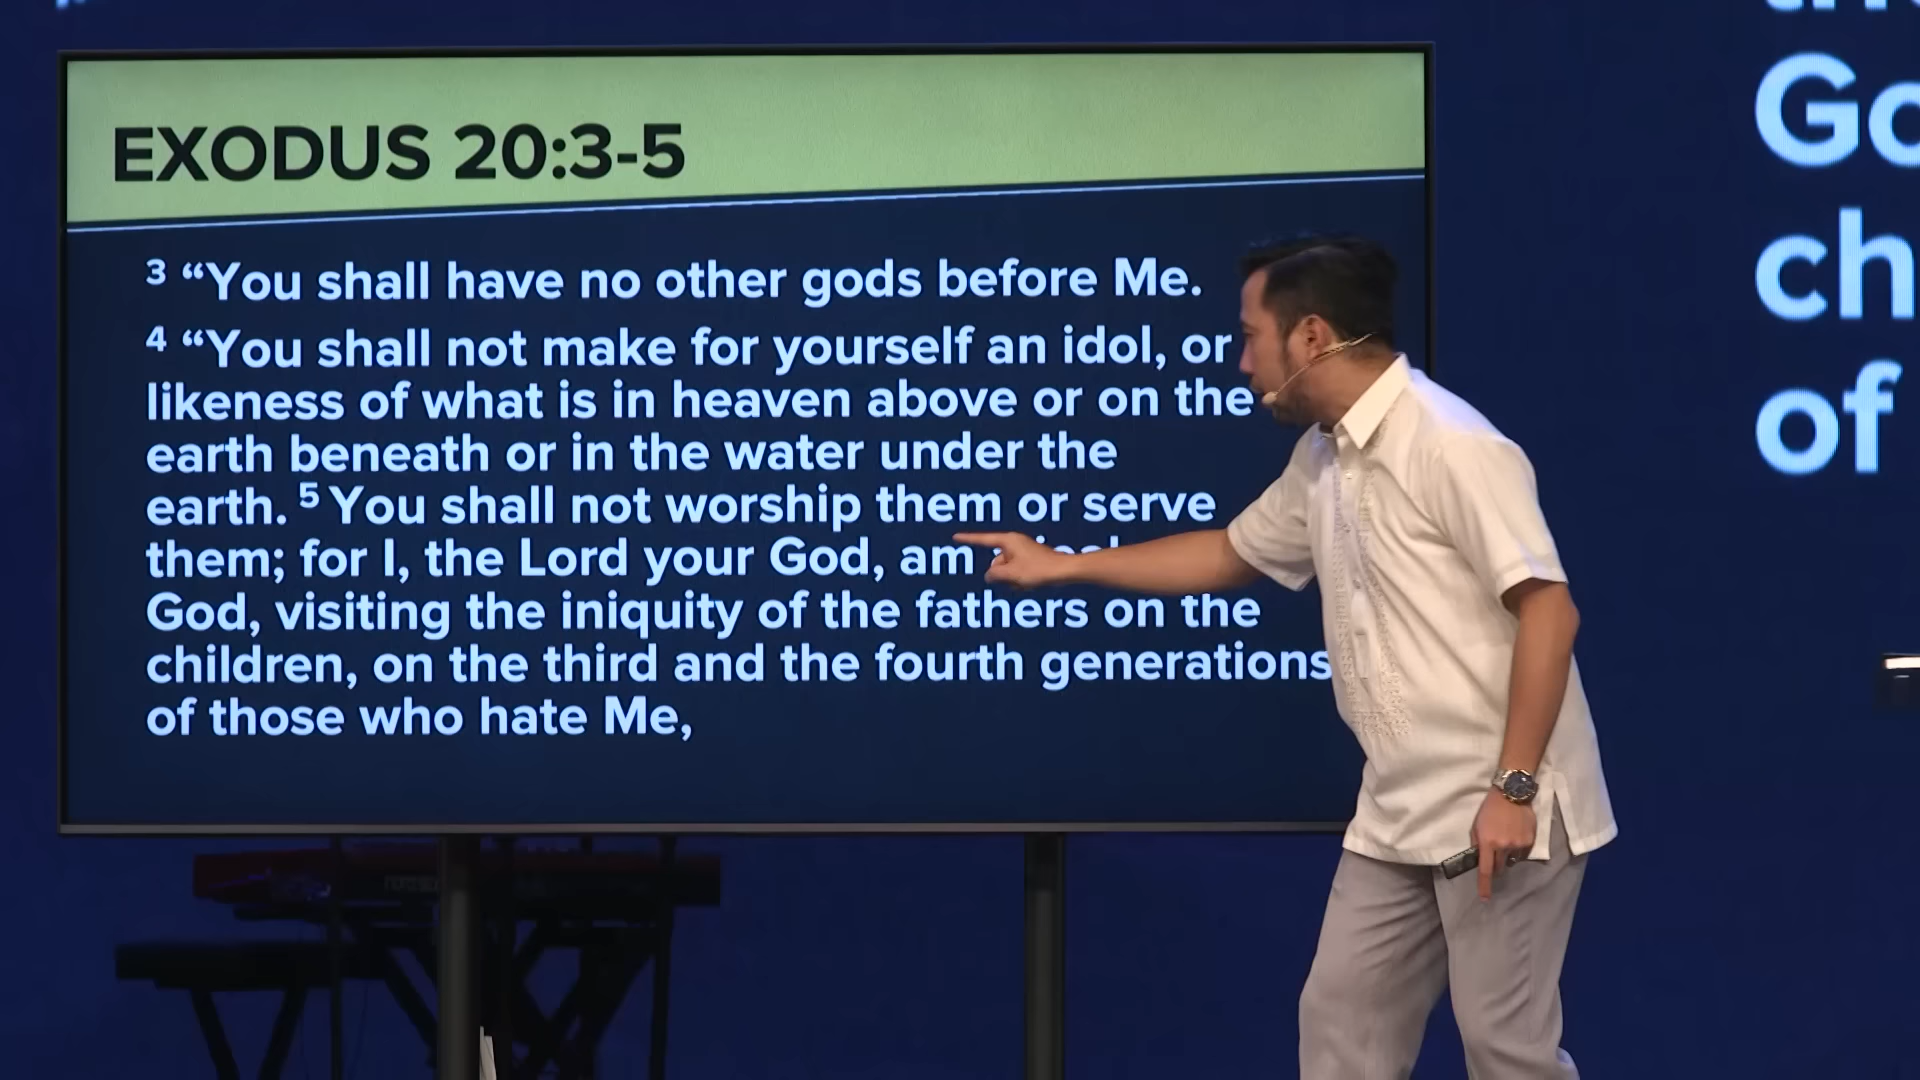 EXODUS 20:3-5
3 “You shall have no other gods before Me.
4 “You shall not make for yourself an idol, or
likeness of what is in heaven above or on the
earth beneath or in the water under the
earth. 5 You shall not worship them or serve
them; for I, the Lord your God, am
God, visiting the iniquity of the fathers on the
children, on the third and the fourth generations
of those who hate Me,
of